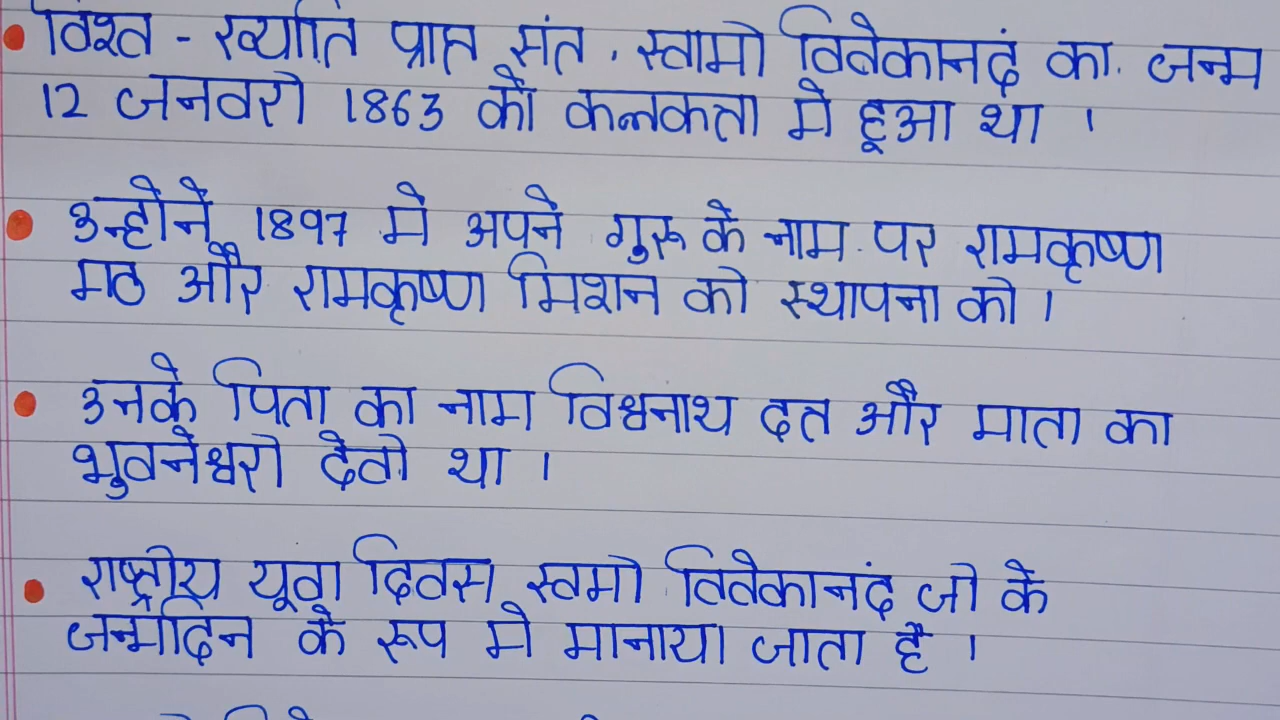 विश्व - ख्याति प्राप्त संत, स्वामी विवेकानंद का जन्म
12 जनवरी 1863 को कलकत्ता मे हूआ था ।
उन्होने 1897 मे अपने गुरू के नाम पर रामकृष्ण
मठ और रामकृष्ण मिशन की स्थापना की ।
उनके पिता का नाम विश्वनाथ दत्त और माता का
भुवनेश्वरी देवी था ।
राष्ट्रीय यूवा दिवस स्वमी विवेकानंद जी के
जन्मदिन के रूप मे मानाया जाता है ।